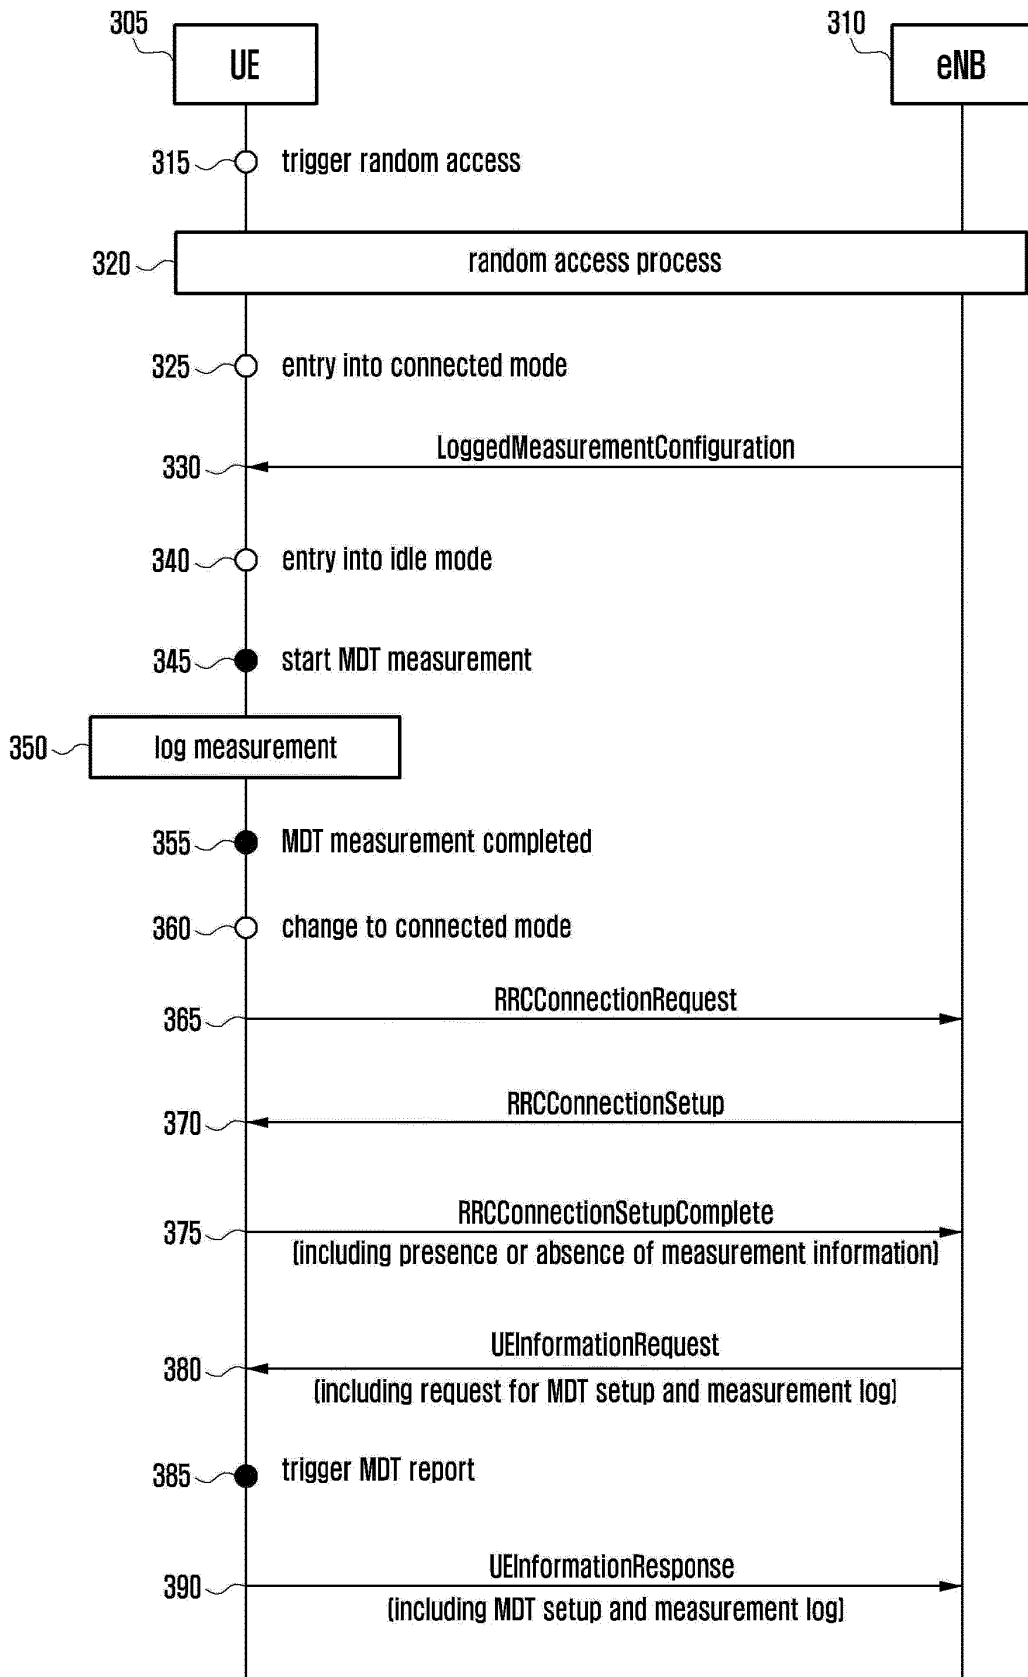 305
UE
310
eNB
315
trigger random access
320
random access process
325
entry into connected mode
LoggedMeasurementConfiguration
330
340
entry into idle mode
345
start MDT measurement
350
log measurement
355
MDT measurement completed
360
change to connected mode
RRCConnectionRequest
365
RRCConnectionSetup
370
RRCConnectionSetupComplete
375
(including presence or absence of measurement information)
UEInformationRequest
380
(including request for MDT setup and measurement log)
385
trigger MDT report
UEInformationResponse
390
(including MDT setup and measurement log)